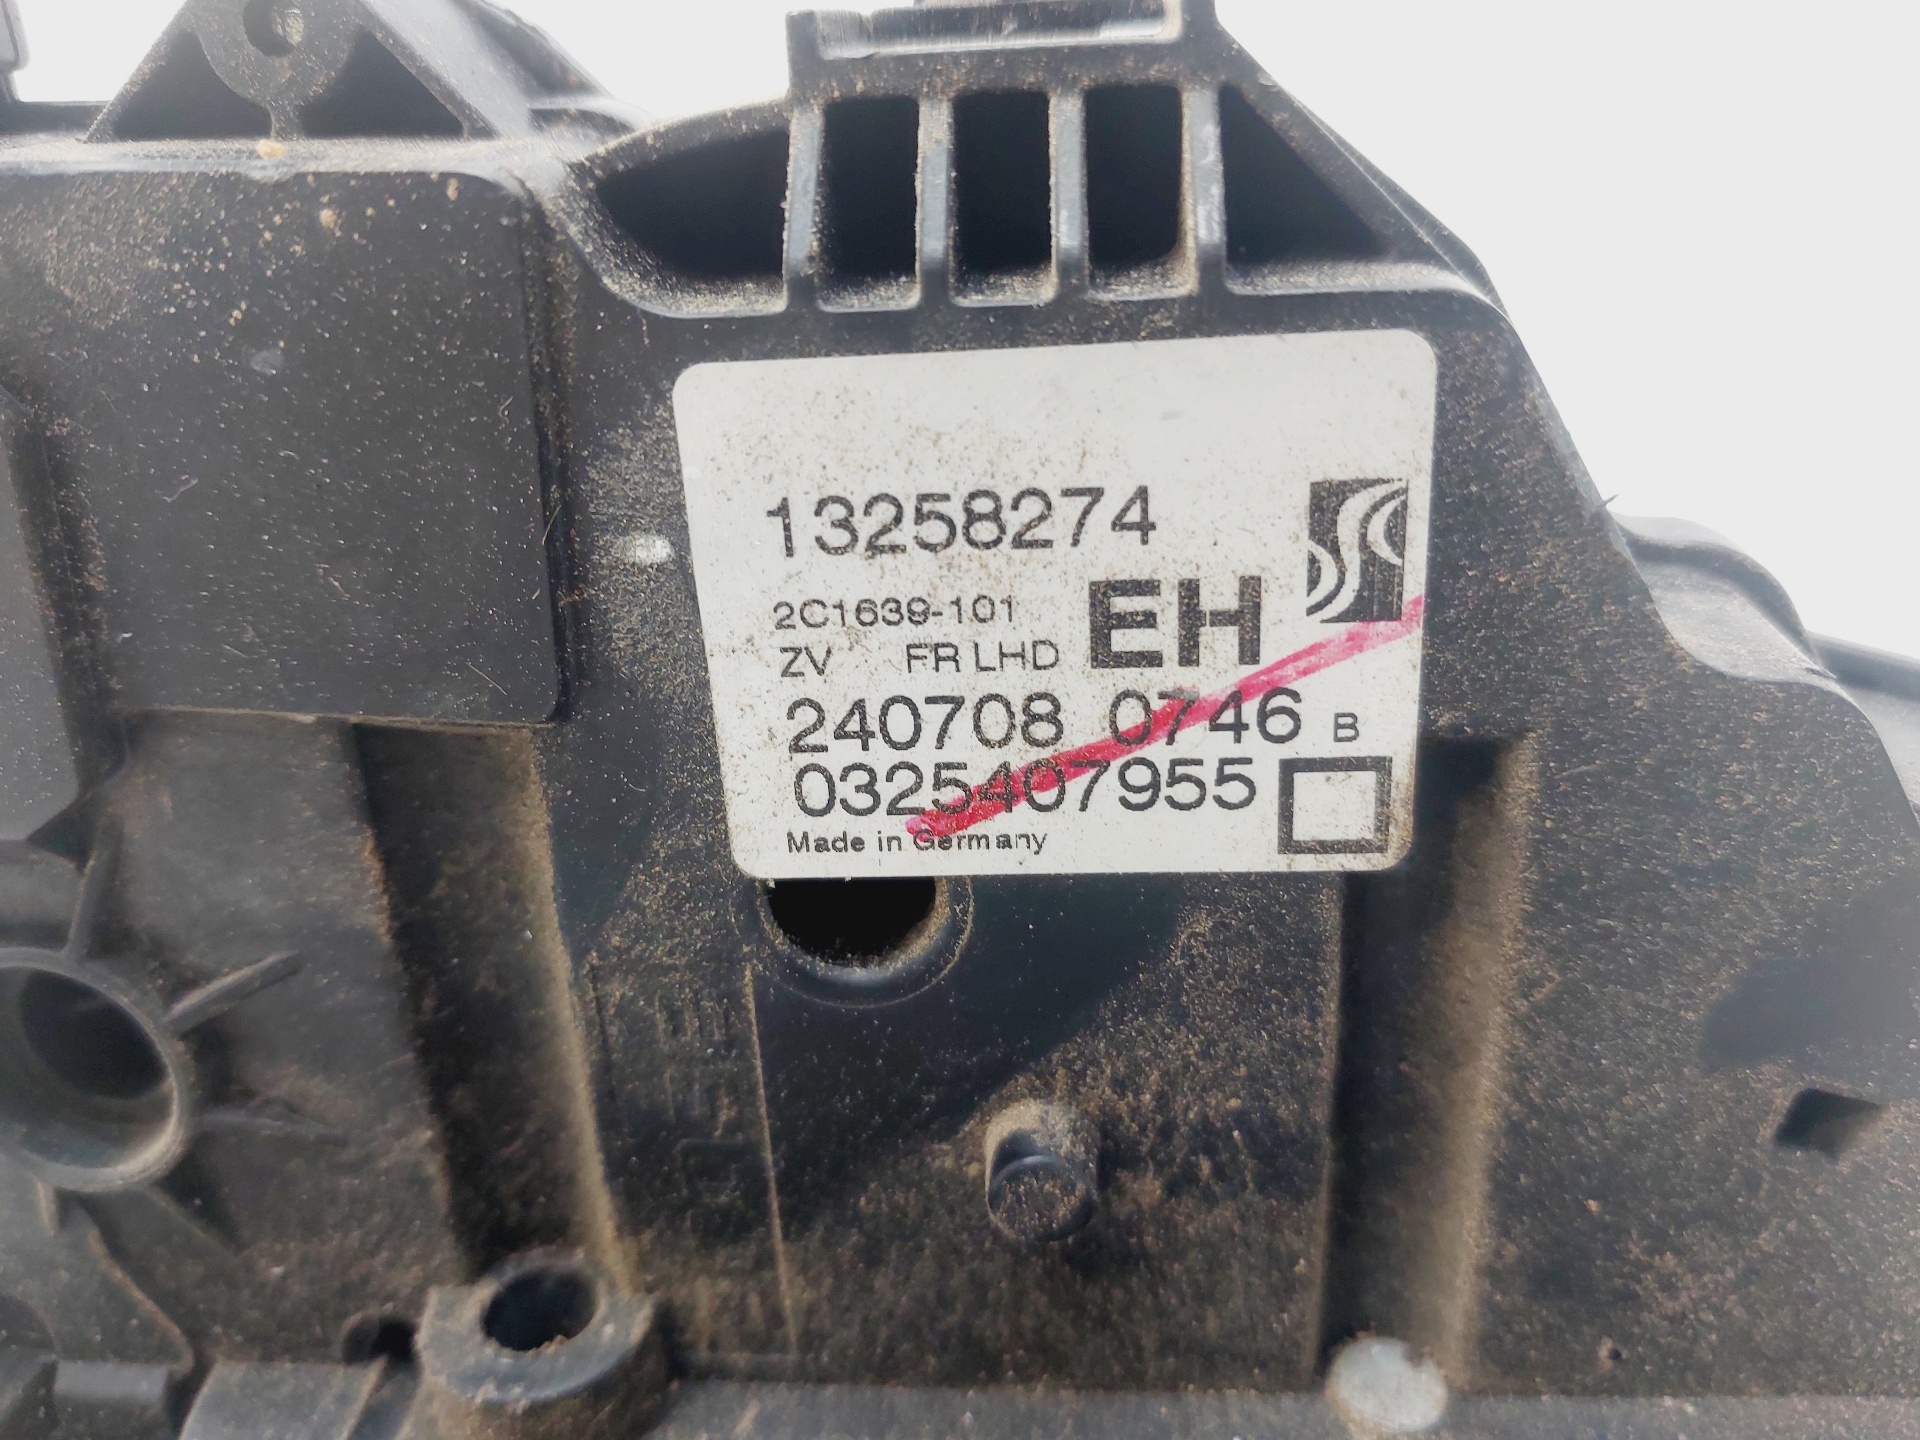 13258274
2C1639-101 EH
ZV FR LHD
240708 0746 B
0325407955
Made in Germany